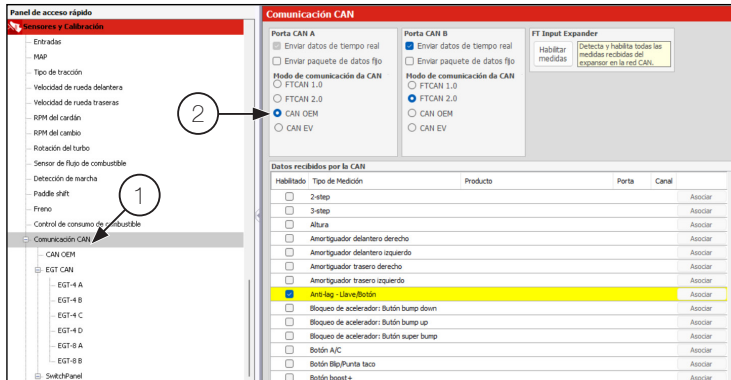 Panel de acceso rápido
Sensores y Calibración
Entradas
MAP
Tipo de tracción
Velocidad de rueda delantera
Velocidad de rueda traseras
RPM del cardán
RPM del cambio
Rotación del turbo
Sensor de flujo de combustible
Detección de marcha
Paddle shift
Freno
Control de consumo de combustible
Comunicación CAN
CAN OEM
EGT CAN
EGT-4 A
EGT-4 B
EGT-4 C
EGT-4 D
EGT-8 A
EGT-8 B
SwitchPanel
1
2
Comunicación CAN
Porta CAN A
Enviar datos de tiempo real
Enviar paquete de datos fijo
Modo de comunicación da CAN
FTCAN 1.0
FTCAN 2.0
CAN OEM
CAN EV
Porta CAN B
Enviar datos de tiempo real
Enviar paquete de datos fijo
Modo de comunicación da CAN
FTCAN 1.0
FTCAN 2.0
CAN OEM
CAN EV
FT Input Expander
Habilitar medidas
Detecta y habilita todas las
medidas recibidas del
expansor en la red CAN.
Datos recibidos por la CAN
Habilitado Tipo de Medición Producto Porta Canal
2-step Asociar
3-step Asociar
Altura Asociar
Amortiguador delantero derecho Asociar
Amortiguador delantero izquierdo Asociar
Amortiguador trasero derecho Asociar
Amortiguador trasero izquierdo Asociar
Anti-lag - Llave/Botón Asociar
Bloqueo de acelerador: Butón bump down Asociar
Bloqueo de acelerador: Butón bump up Asociar
Bloqueo de acelerador: Butón super bump Asociar
Botón A/C Asociar
Botón Blip/Punta taco Asociar
Botón boost+ Asociar